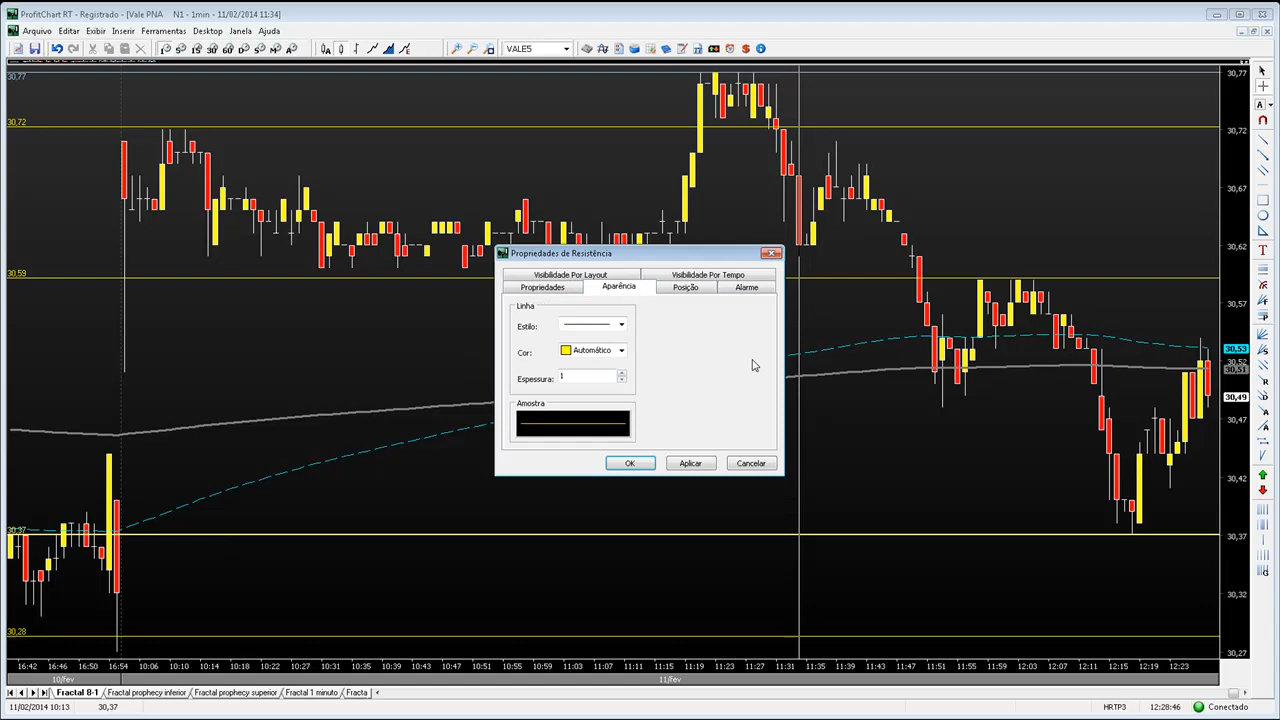 ProfitChart RT - Registrado - [Vale PNA N1 - 1min - 11/02/2014 11:34]
Arquivo Editar Exibir Inserir Ferramentas Desktop Janela Ajuda
VALE5
30,77
30,77
30,72
30,72
30,67
30,62
30,59
30,57
30,53
30,52
30,51
30,49
30,47
30,42
30,37
30,37
30,32
30,28
30,27
Propriedades de Resistência
Visibilidade Por Layout Visibilidade Por Tempo
Propriedades Aparência Posição Alarme
Linha
Estilo:
Cor: Automático
Espessura: 1
Amostra
OK Aplicar Cancelar
16:42 16:46 16:50 16:54 10:06 10:10 10:14 10:18 10:22 10:27 10:31 10:35 10:39 10:43 10:47 10:51 10:55 10:59 11:03 11:07 11:11 11:15 11:19 11:23 11:27 11:31 11:35 11:39 11:43 11:47 11:51 11:55 11:59 12:03 12:07 12:11 12:15 12:19 12:23
10/fev 11/fev
Fractal 8-1 Fractal prophecy inferior Fractal prophecy superior Fractal 1 minuto Fracta
11/02/2014 10:13 30,37 HRTP3 12:28:46 Conectado